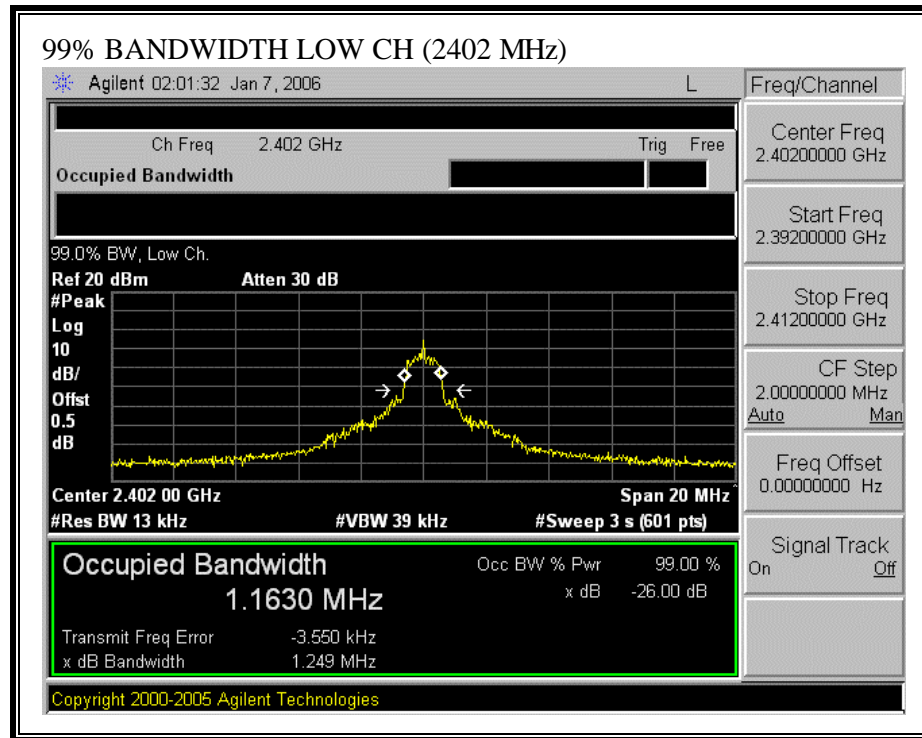 99% BANDWIDTH LOW CH (2402 MHz)
Agilent 02:01:32 Jan 7, 2006 L
Freq/Channel
Ch Freq 2.402 GHz Trig Free
Occupied Bandwidth
Center Freq
2.40200000 GHz
Start Freq
2.39200000 GHz
Stop Freq
2.41200000 GHz
CF Step
2.00000000 MHz
Auto Man
Freq Offset
0.00000000 Hz
Signal Track
On Off
99.0% BW, Low Ch.
Ref 20 dBm Atten 30 dB
#Peak
Log
10
dB/
Offst
0.5
dB
Center 2.402 00 GHz Span 20 MHz
#Res BW 13 kHz #VBW 39 kHz #Sweep 3 s (601 pts)
Occupied Bandwidth Occ BW % Pwr 99.00 %
1.1630 MHz x dB -26.00 dB
Transmit Freq Error -3.550 kHz
x dB Bandwidth 1.249 MHz
Copyright 2000-2005 Agilent Technologies